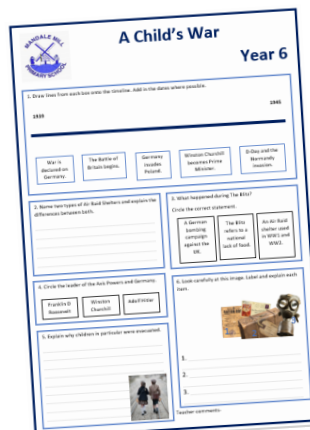 MANDALE MILL
PRIMARY SCHOOL
A Child's War
Year 6
1. Draw lines from each box onto the timeline. Add in the dates where possible.
1939
1945
War is
declared on
Germany.
The Battle of
Britain begins.
Germany
invades
Poland.
Winston Churchill
becomes Prime
Minister.
D-Day and the
Normandy
invasion.
2. Name two types of Air-Raid Shelters and explain the
differences between both.
3. What happened during The Blitz?
Circle the correct statement.
A German
bombing
campaign
against the
UK.
The Blitz
refers to a
national
lack of food.
An Air-Raid
shelter used
in WW1 and
WW2.
4. Circle the leader of the Axis Powers and Germany.
Franklin D
Roosevelt
Winston
Churchill
Adolf Hitler
5. Explain why children in particular were evacuated.
6. Look carefully at this image. Label and explain each
item.
1.
2.
3.
Teacher comments: